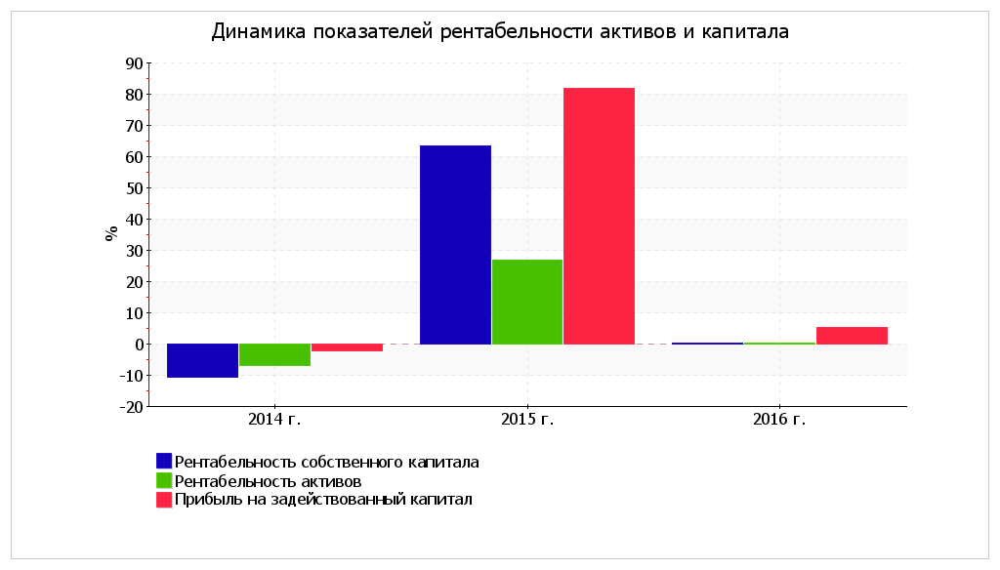 Динамика показателей рентабельности активов и капитала
90
80
70
60
50
40
30
20
10
0
-10
-20
%
2014 г. 2015 г. 2016 г.
Рентабельность собственного капитала
Рентабельность активов
Прибыль на задействованный капитал